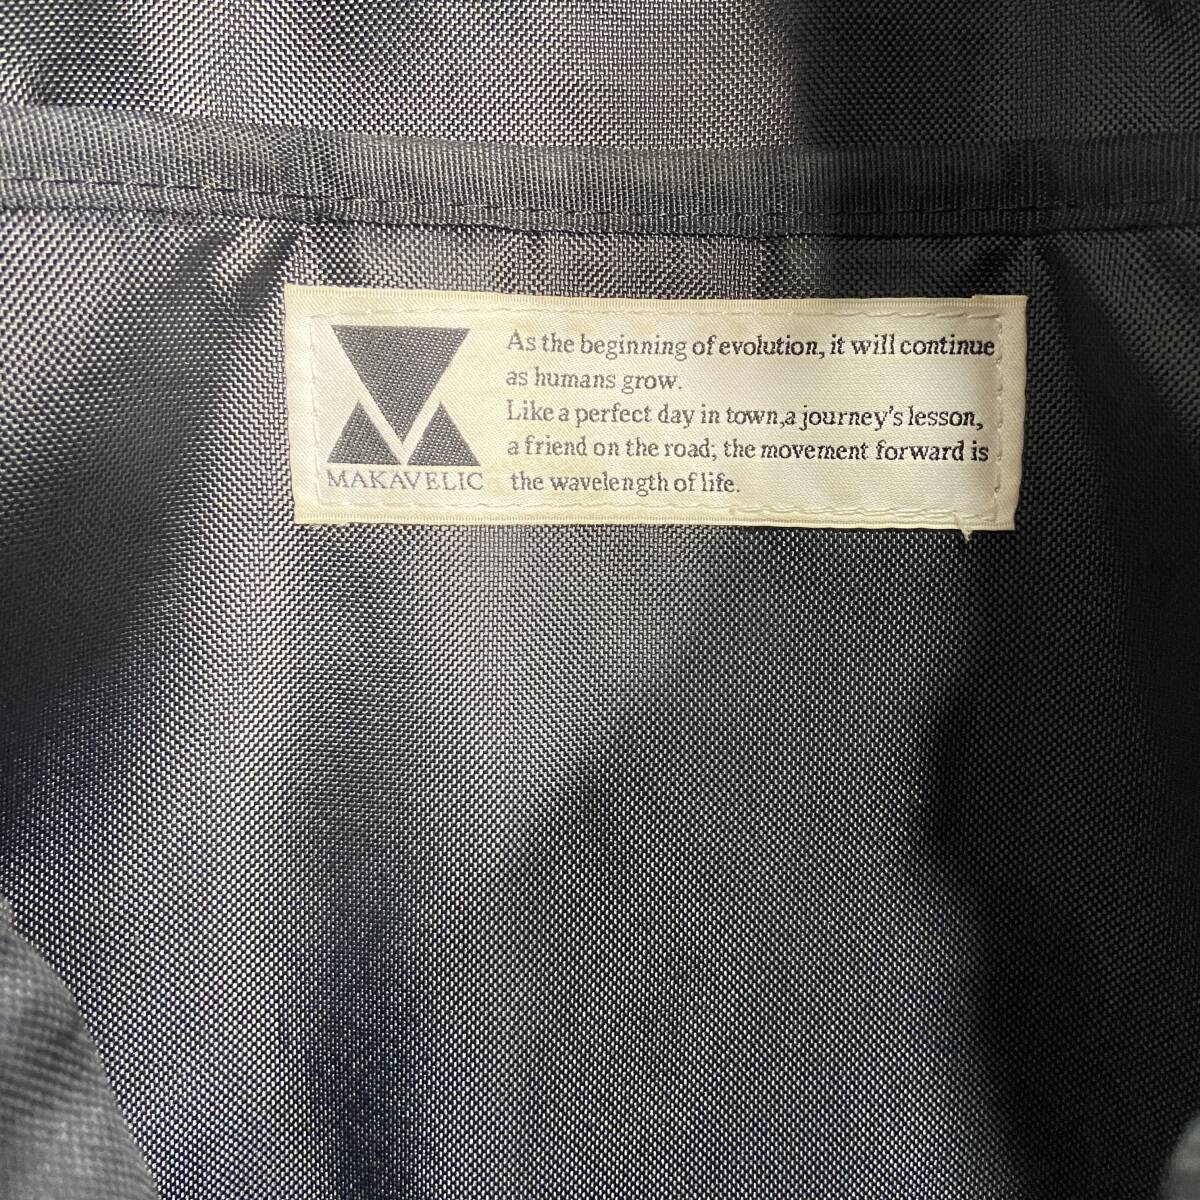 As the beginning of evolution, it will continue
as humans grow.
Like a perfect day in town,a journey's lesson,
a friend on the road; the movement forward is
the wavelength of life.
MAKAVELIC